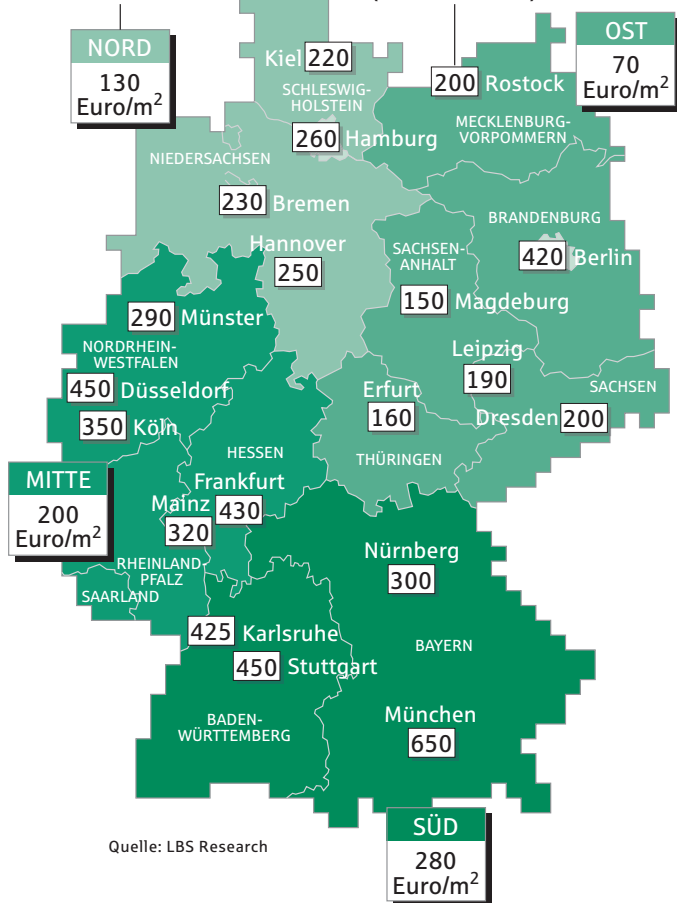 NORD
130
Euro/m²
Kiel 220
SCHLESWIG-
HOLSTEIN
OST
70
Euro/m²
200 Rostock
MECKLENBURG-
VORPOMMERN
260 Hamburg
NIEDERSACHSEN
230 Bremen
BRANDENBURG
Hannover
250
SACHSEN-
ANHALT
420 Berlin
150 Magdeburg
290 Münster
NORDRHEIN-
WESTFALEN
Leipzig
190
450 Düsseldorf
Erfurt
160
SACHSEN
350 Köln
Dresden 200
HESSEN
THÜRINGEN
MITTE
200
Euro/m²
Frankfurt
430
Mainz
320
Nürnberg
300
RHEINLAND-
PFALZ
SAARLAND
425 Karlsruhe
BAYERN
450 Stuttgart
München
650
BADEN-
WÜRTTEMBERG
SÜD
280
Euro/m²
Quelle: LBS Research